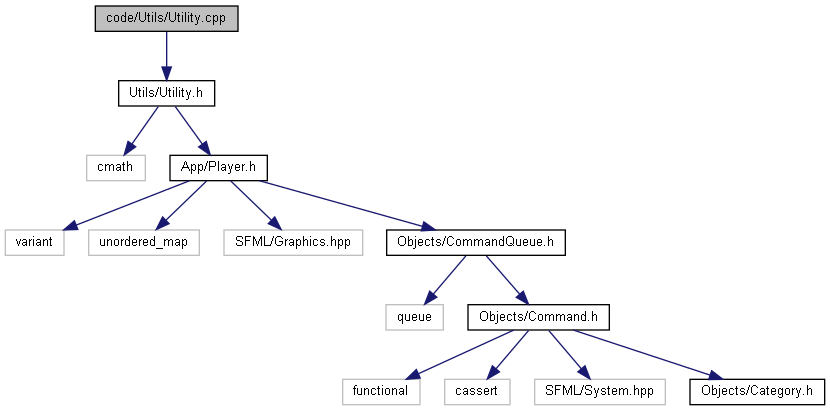 code/Utils/Utility.cpp
Utils/Utility.h
cmath
App/Player.h
variant
unordered_map
SFML/Graphics.hpp
Objects/CommandQueue.h
queue
Objects/Command.h
functional
cassert
SFML/System.hpp
Objects/Category.h